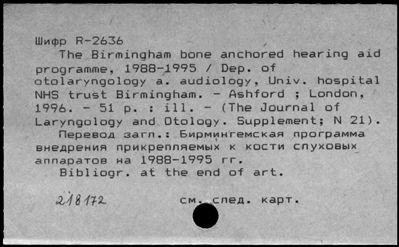 Шифр R-2636
The Birmingham bone anchored hearing aid
programme, 1988-1995 / Dep. of
otolaryngology a. audiology, Univ. hospital
NHS trust Birmingham. - Ashford ; London,
1996. - 51 p. : ill. - (The Journal of
Laryngology and Otology. Supplement; N 21).
Перевод загл.: Бирмингемская программа
внедрения прикрепляемых к кости слуховых
аппаратов на 1988-1995 гг.
Bibliogr. at the end of art.
218172 см. след. карт.